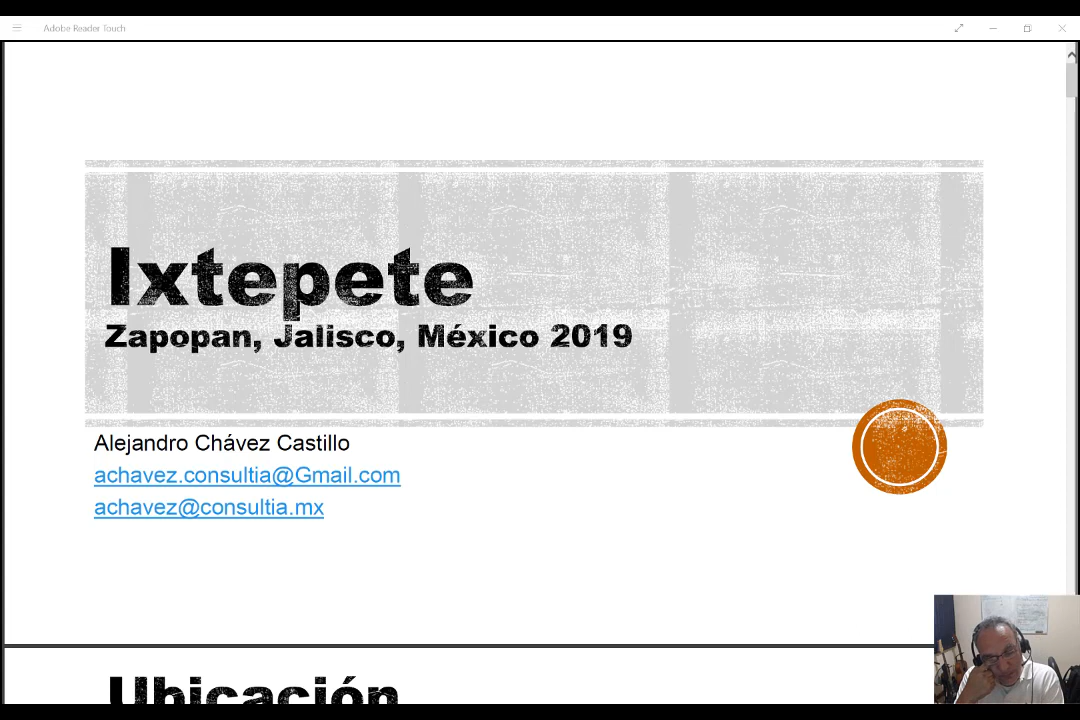 Adobe Reader Touch
Ixtepete
Zapopan, Jalisco, México 2019
Alejandro Chávez Castillo
achavez.consultia@Gmail.com
achavez@consultia.mx
Ubicación